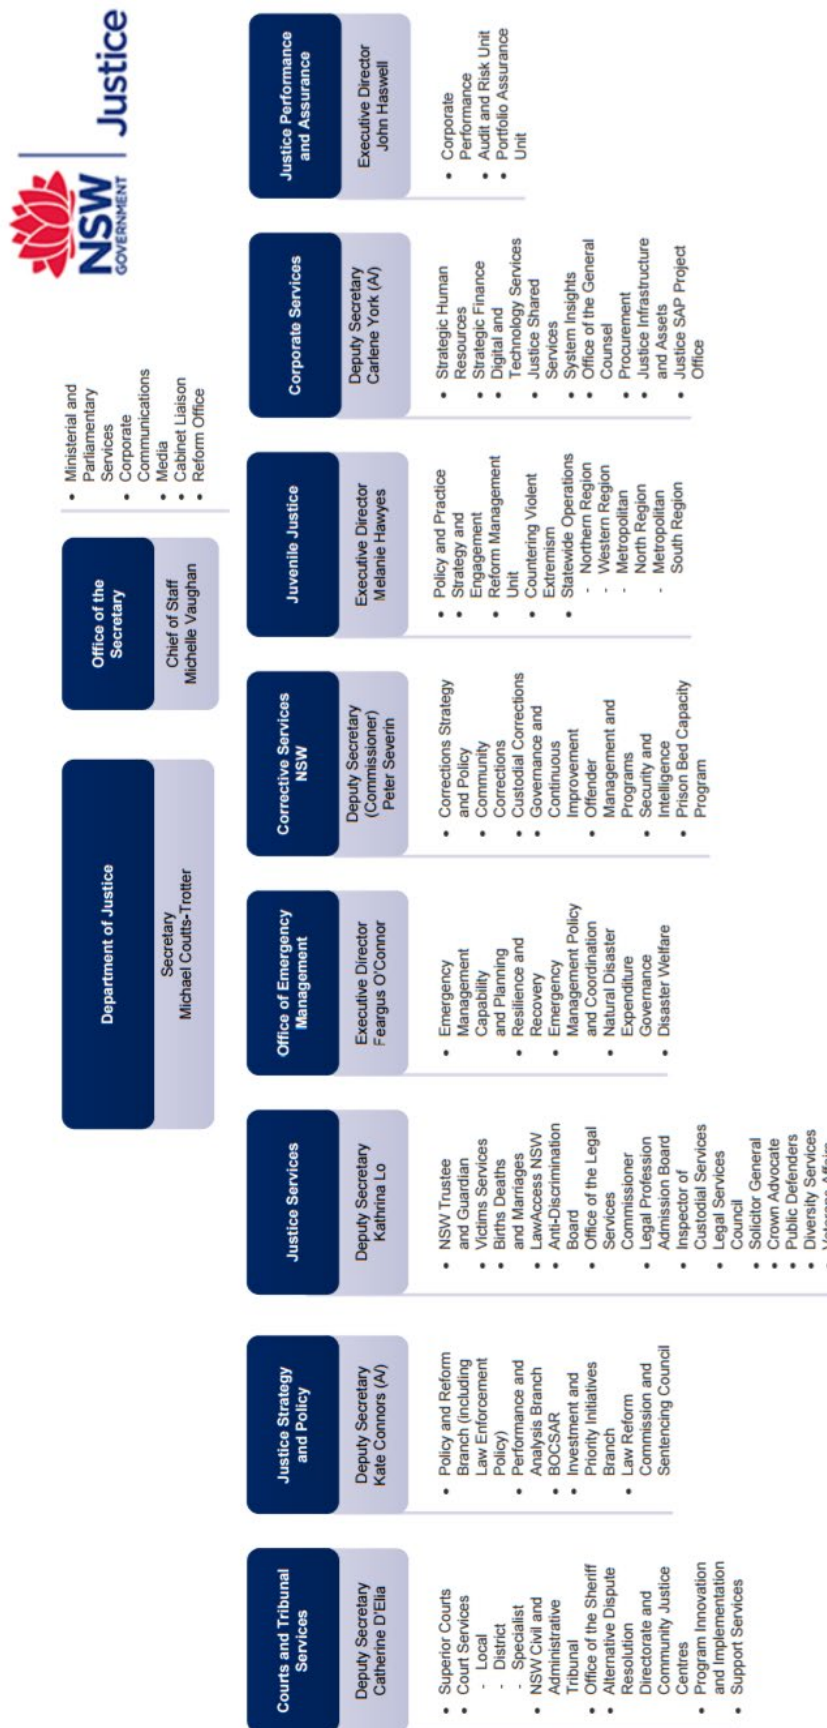 NSW
GOVERNMENT
Justice
Department of Justice
Secretary
Michael Coutts-Trotter
Office of the
Secretary
Chief of Staff
Michelle Vaughan
• Ministerial and
Parliamentary
Services
• Corporate
Communications
• Media
• Cabinet Liaison
• Reform Office
Courts and Tribunal
Services
Deputy Secretary
Catherine D'Elia
• Superior Courts
• Court Services
- Local
- District
- Specialist
• NSW Civil and
Administrative
Tribunal
• Office of the Sheriff
• Alternative Dispute
Resolution
Directorate and
Community Justice
Centres
• Program Innovation
and Implementation
• Support Services
Justice Strategy
and Policy
Deputy Secretary
Kate Connors (A/)
• Policy and Reform
Branch (including
Law Enforcement
Policy)
• Performance and
Analysis Branch
• BOCSAR
• Investment and
Priority Initiatives
Branch
• Law Reform
Commission and
Sentencing Council
Justice Services
Deputy Secretary
Kathrina Lo
• NSW Trustee
and Guardian
• Victims Services
• Births Deaths
and Marriages
• LawAccess NSW
• Anti-Discrimination
Board
• Office of the Legal
Services
Commissioner
• Legal Profession
Admission Board
• Inspector of
Custodial Services
• Legal Services
Council
• Solicitor General
• Crown Advocate
• Public Defenders
• Diversity Services
• Veterans Affairs
Office of Emergency
Management
Executive Director
Feargus O'Connor
• Emergency
Management
Capability
and Planning
• Resilience and
Recovery
• Emergency
Management Policy
and Coordination
• Natural Disaster
Expenditure
Governance
• Disaster Welfare
Corrective Services
NSW
Deputy Secretary
(Commissioner)
Peter Severin
• Corrections Strategy
and Policy
• Community
Corrections
• Custodial Corrections
• Governance and
Continuous
Improvement
• Offender
Management and
Programs
• Security and
Intelligence
• Prison Bed Capacity
Program
Juvenile Justice
Executive Director
Melanie Hawyes
• Policy and Practice
• Strategy and
Engagement
• Reform Management
Unit
• Countering Violent
Extremism
• Statewide Operations
- Northern Region
- Western Region
- Metropolitan
North Region
- Metropolitan
South Region
Corporate Services
Deputy Secretary
Carlene York (A/)
• Strategic Human
Resources
• Strategic Finance
• Digital and
Technology Services
• Justice Shared
Services
• System Insights
• Office of the General
Counsel
• Procurement
• Justice Infrastructure
and Assets
• Justice SAP Project
Office
Justice Performance
and Assurance
Executive Director
John Haswell
• Corporate
Performance
• Audit and Risk Unit
• Portfolio Assurance
Unit